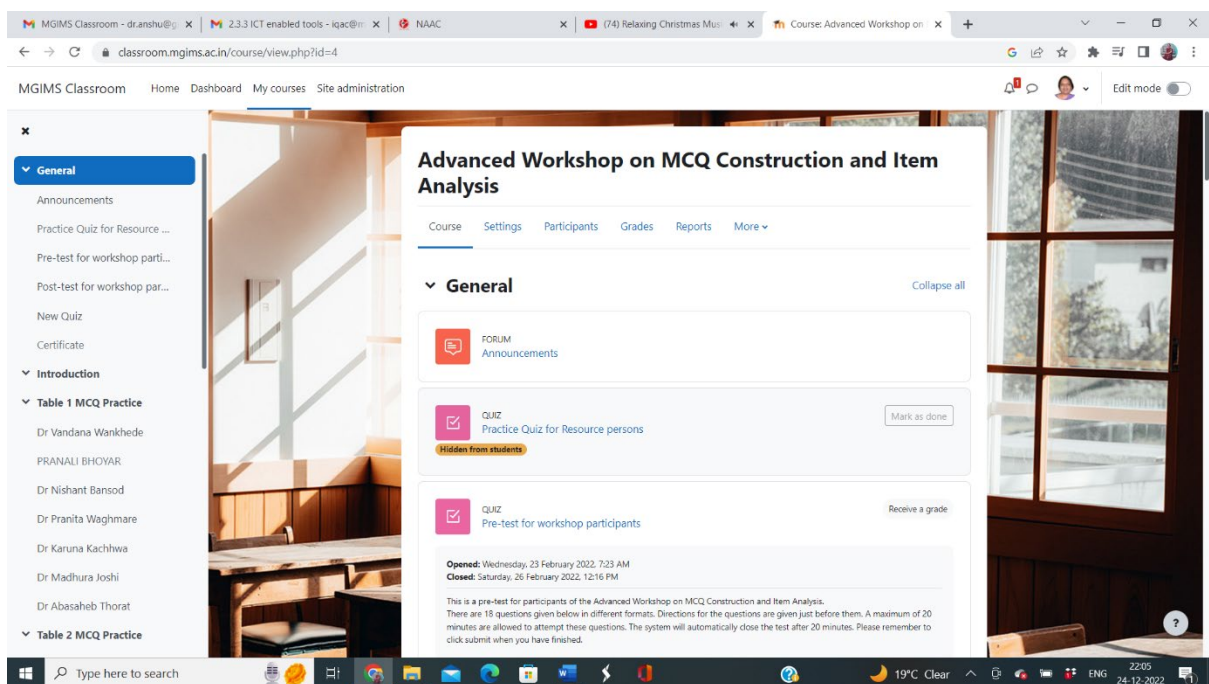 MGIMS Classroom - dr.anshu@g
2.3.3 ICT enabled tools - iqac@m
NAAC
(74) Relaxing Christmas Musi
Course: Advanced Workshop on
classroom.mgims.ac.in/course/view.php?id=4
MGIMS Classroom
Home Dashboard My courses Site administration
1
Edit mode
General
Announcements
Practice Quiz for Resource ...
Pre-test for workshop parti...
Post-test for workshop par...
New Quiz
Certificate
Introduction
Table 1 MCQ Practice
Dr Vandana Wankhede
PRANALI BHOYAR
Dr Nishant Bansod
Dr Pranita Waghmare
Dr Karuna Kachhwa
Dr Madhura Joshi
Dr Abasaheb Thorat
Table 2 MCQ Practice
Advanced Workshop on MCQ Construction and Item
Analysis
Course Settings Participants Grades Reports More
General
Collapse all
FORUM
Announcements
QUIZ
Practice Quiz for Resource persons
Mark as done
Hidden from students
QUIZ
Pre-test for workshop participants
Receive a grade
Opened: Wednesday, 23 February 2022, 7:23 AM
Closed: Saturday, 26 February 2022, 12:16 PM
This is a pre-test for participants of the Advanced Workshop on MCQ Construction and Item Analysis.
There are 18 questions given below in different formats. Directions for the questions are given just before them. A maximum of 20
minutes are allowed to attempt these questions. The system will automatically close the test after 20 minutes. Please remember to
click submit when you have finished.
?
Type here to search
19°C Clear
ENG
22:05
24-12-2022